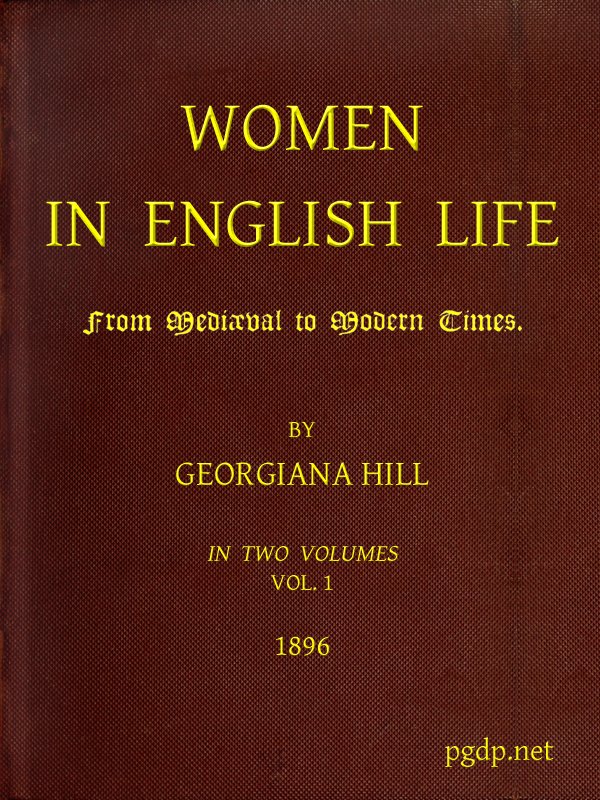 WOMEN
IN ENGLISH LIFE
From Mediæval to Modern Times.
BY
GEORGIANA HILL
IN TWO VOLUMES
VOL. 1
1896
pgdp.net